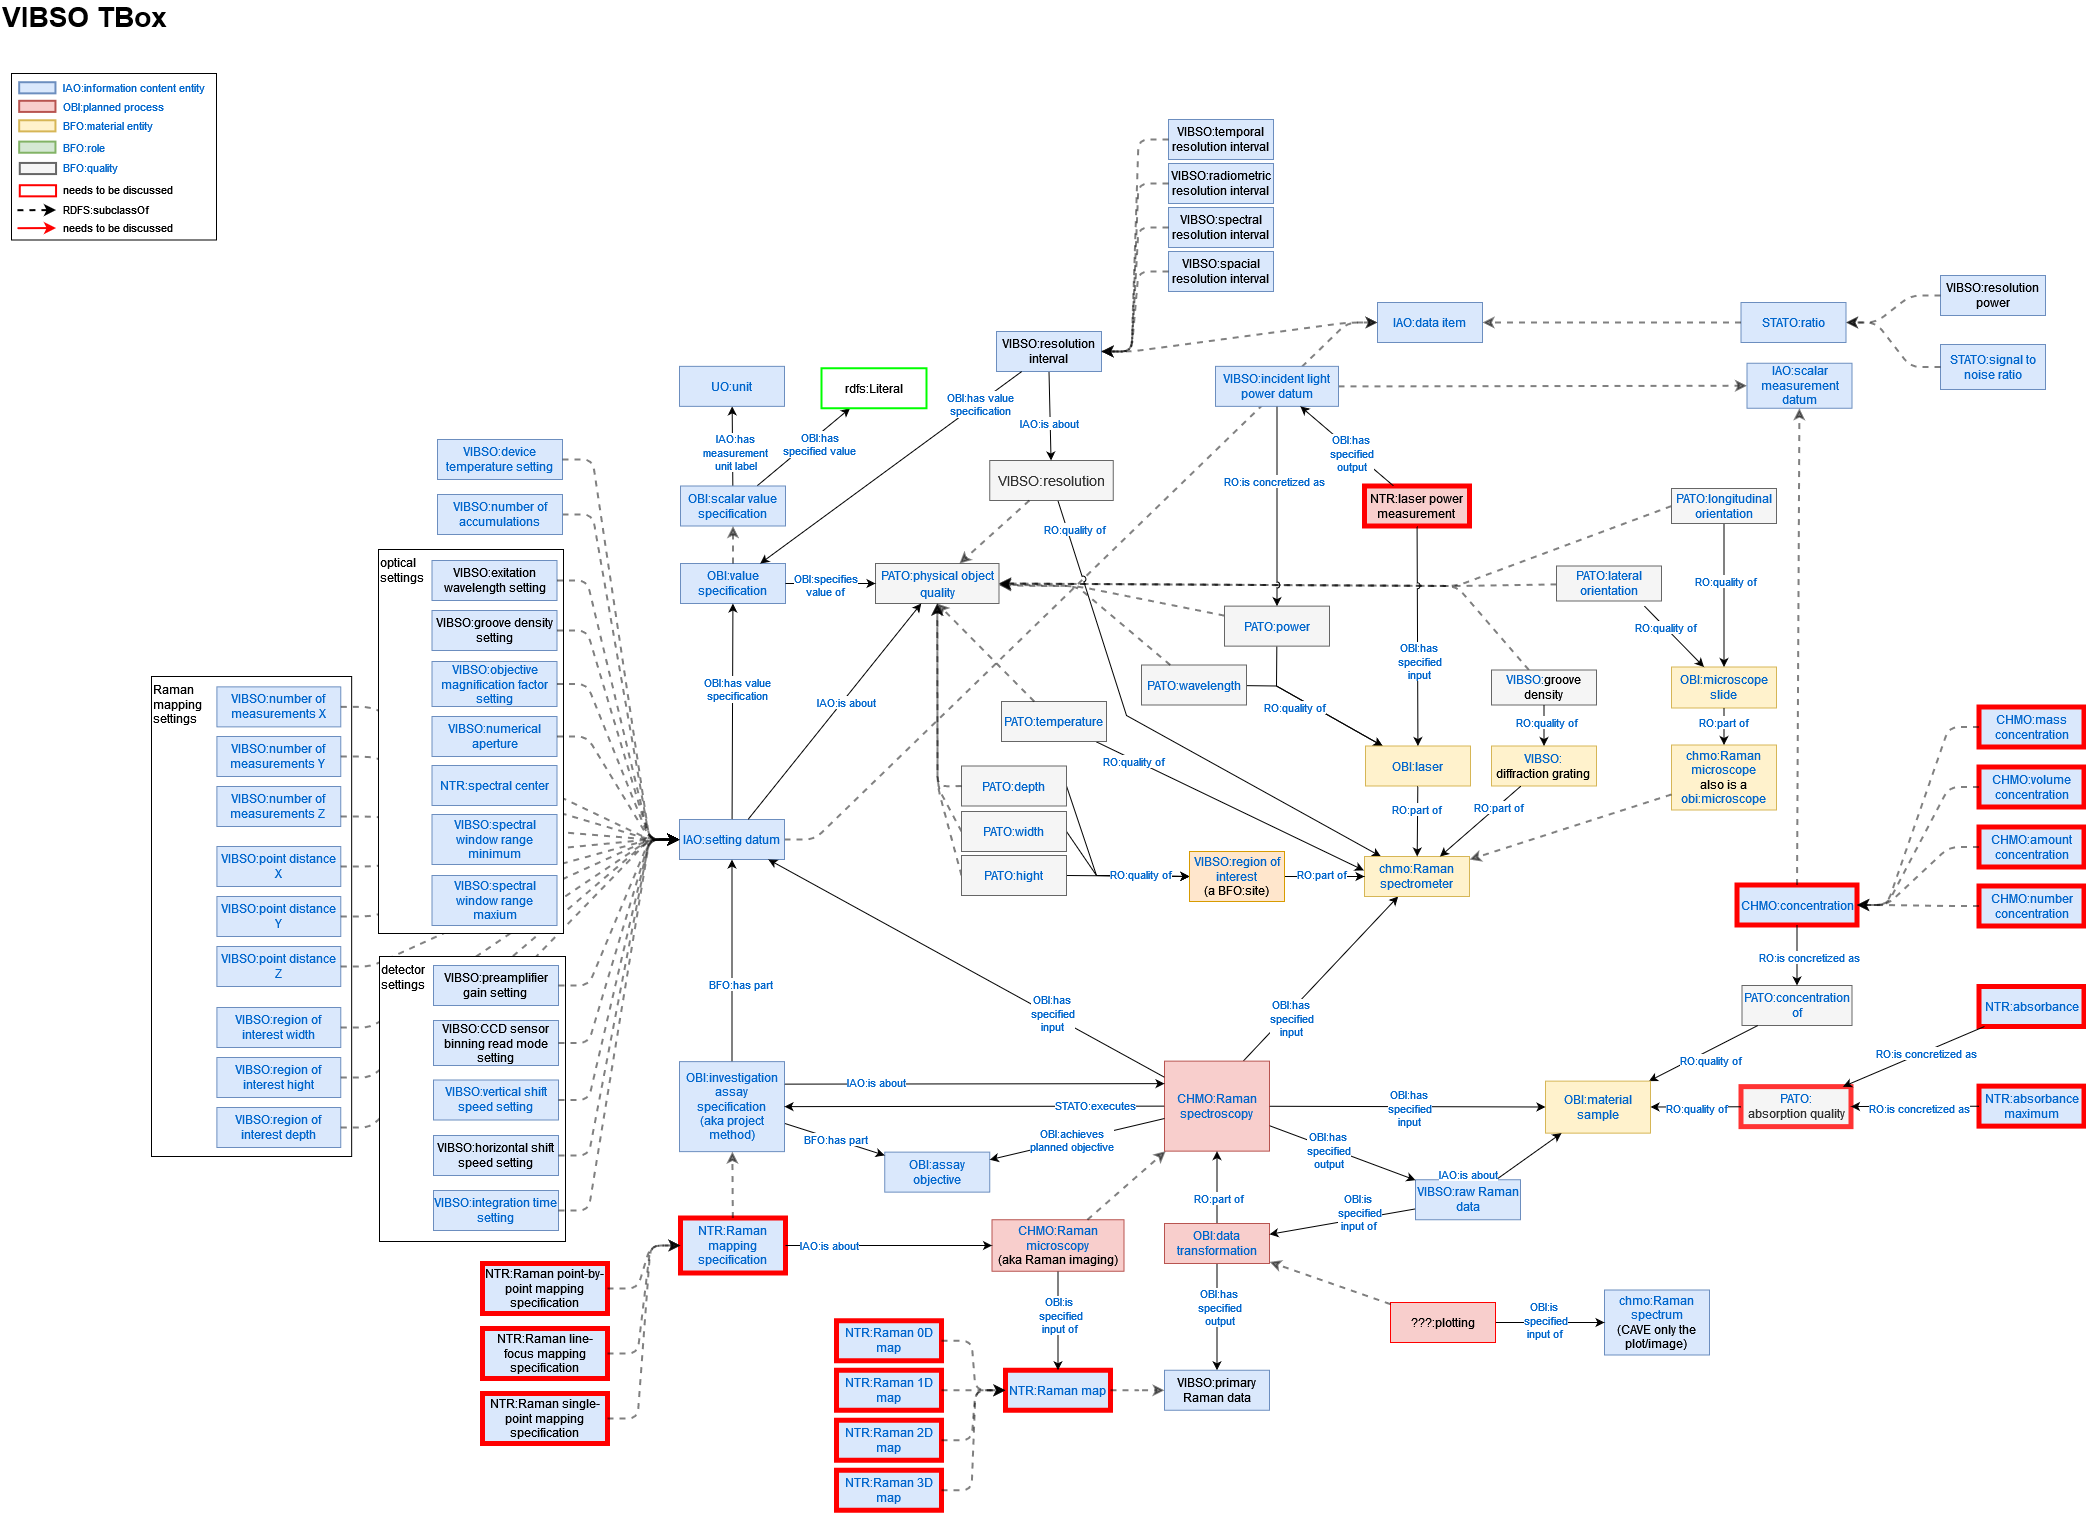 VIBSO TBox
IAO:information content entity
OBI:planned process
BFO:material entity
BFO:role
BFO:quality
needs to be discussed
RDFS:subclassOf
needs to be discussed
VIBSO:temporal
resolution interval
VIBSO:radiometric
resolution interval
VIBSO:spectral
resolution interval
VIBSO:spacial
resolution interval
VIBSO:resolution
power
IAO:data item
STATO:ratio
VIBSO:resolution
interval
STATO:signal to
noise ratio
UO:unit
rdfs:Literal
OBI:has value
specification
IAO:is about
VIBSO:incident light
power datum
IAO:scalar
measurement
datum
IAO:has
measurement
unit label
OBI:has
specified value
OBI:has
specified
output
VIBSO:device
temperature setting
VIBSO:number of
accumulations
OBI:scalar value
specification
VIBSO:resolution
RO:is concretized as
NTR:laser power
measurement
PATO:longitudinal
orientation
RO:quality of
optical
settings
VIBSO:exitation
wavelength setting
VIBSO:groove density
setting
VIBSO:objective
magnification factor
setting
VIBSO:numerical
aperture
NTR:spectral center
VIBSO:spectral
window range
minimum
VIBSO:spectral
window range
maxium
OBI:value
specification
OBI:specifies
value of
PATO:physical object
quality
PATO:lateral
orientation
RO:quality of
PATO:power
RO:quality of
OBI:has
specified
input
PATO:wavelength
RO:quality of
VIBSO:groove
density
OBI:microscope
slide
OBI:has value
specification
IAO:is about
PATO:temperature
RO:quality of
RO:quality of
RO:part of
Raman
mapping
settings
VIBSO:number of
measurements X
VIBSO:number of
measurements Y
VIBSO:number of
measurements Z
VIBSO:point distance
X
VIBSO:point distance
Y
VIBSO:point distance
Z
VIBSO:region of
interest width
VIBSO:region of
interest hight
VIBSO:region of
interest depth
OBI:laser
VIBSO:
diffraction grating
chmo:Raman
microscope
also is a
obi:microscope
CHMO:mass
concentration
CHMO:volume
concentration
CHMO:amount
concentration
CHMO:number
concentration
PATO:depth
PATO:width
PATO:hight
RO:quality of
VIBSO:region of
interest
(a BFO:site)
RO:part of
RO:part of
RO:part of
chmo:Raman
spectrometer
IAO:setting datum
CHMO:concentration
RO:is concretized as
PATO:concentration
of
RO:quality of
NTR:absorbance
RO:is concretized as
detector
settings
VIBSO:preamplifier
gain setting
VIBSO:CCD sensor
binning read mode
setting
VIBSO:vertical shift
speed setting
VIBSO:horizontal shift
speed setting
VIBSO:integration time
setting
BFO:has part
OBI:has
specified
input
OBI:has
specified
input
OBI:investigation
assay
specification
(aka project
method)
IAO:is about
STATO:executes
BFO:has part
OBI:achieves
planned objective
OBI:assay
objective
CHMO:Raman
spectroscopy
OBI:has
specified
input
OBI:material
sample
RO:quality of
PATO:
absorption quality
RO:is concretized as
NTR:absorbance
maximum
OBI:has
specified
output
IAO:is about
VIBSO:raw Raman
data
OBI:is
specified
input of
RO:part of
NTR:Raman
mapping
specification
IAO:is about
CHMO:Raman
microscopy
(aka Raman imaging)
OBI:data
transformation
NTR:Raman point-by-
point mapping
specification
NTR:Raman line-
focus mapping
specification
NTR:Raman single-
point mapping
specification
OBI:is
specified
input of
OBI:has
specified
output
???:plotting
OBI:is
specified
input of
chmo:Raman
spectrum
(CAVE only the
plot/image)
NTR:Raman 0D
map
NTR:Raman 1D
map
NTR:Raman 2D
map
NTR:Raman 3D
map
NTR:Raman map
VIBSO:primary
Raman data